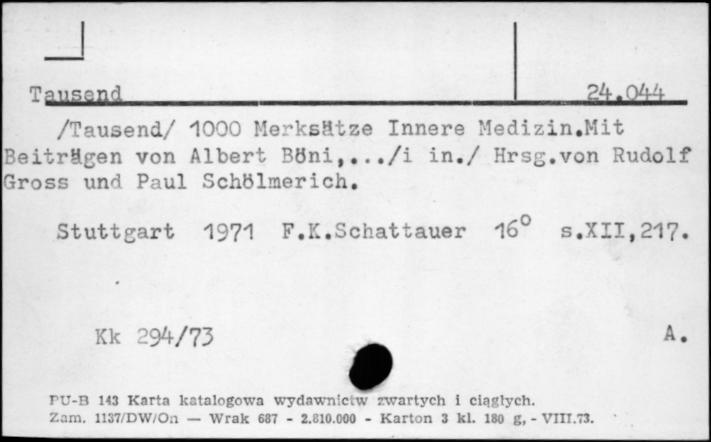 Tausend 24.044
/Tausend/ 1000 Merksätze Innere Medizin.Mit
Beiträgen von Albert Böni,.../i in./ Hrsg.von Rudolf
Gross und Paul Schölmerich.
Stuttgart 1971 F.K.Schattauer 16° s.XII,217.
Kk 294/73 A.
PU-B 143 Karta katalogowa wydawnictw zwartych i ciągłych.
Zam. 1137/DW/On — Wrak 687 - 2.810.000 - Karton 3 kl. 180 g, - VIII.73.